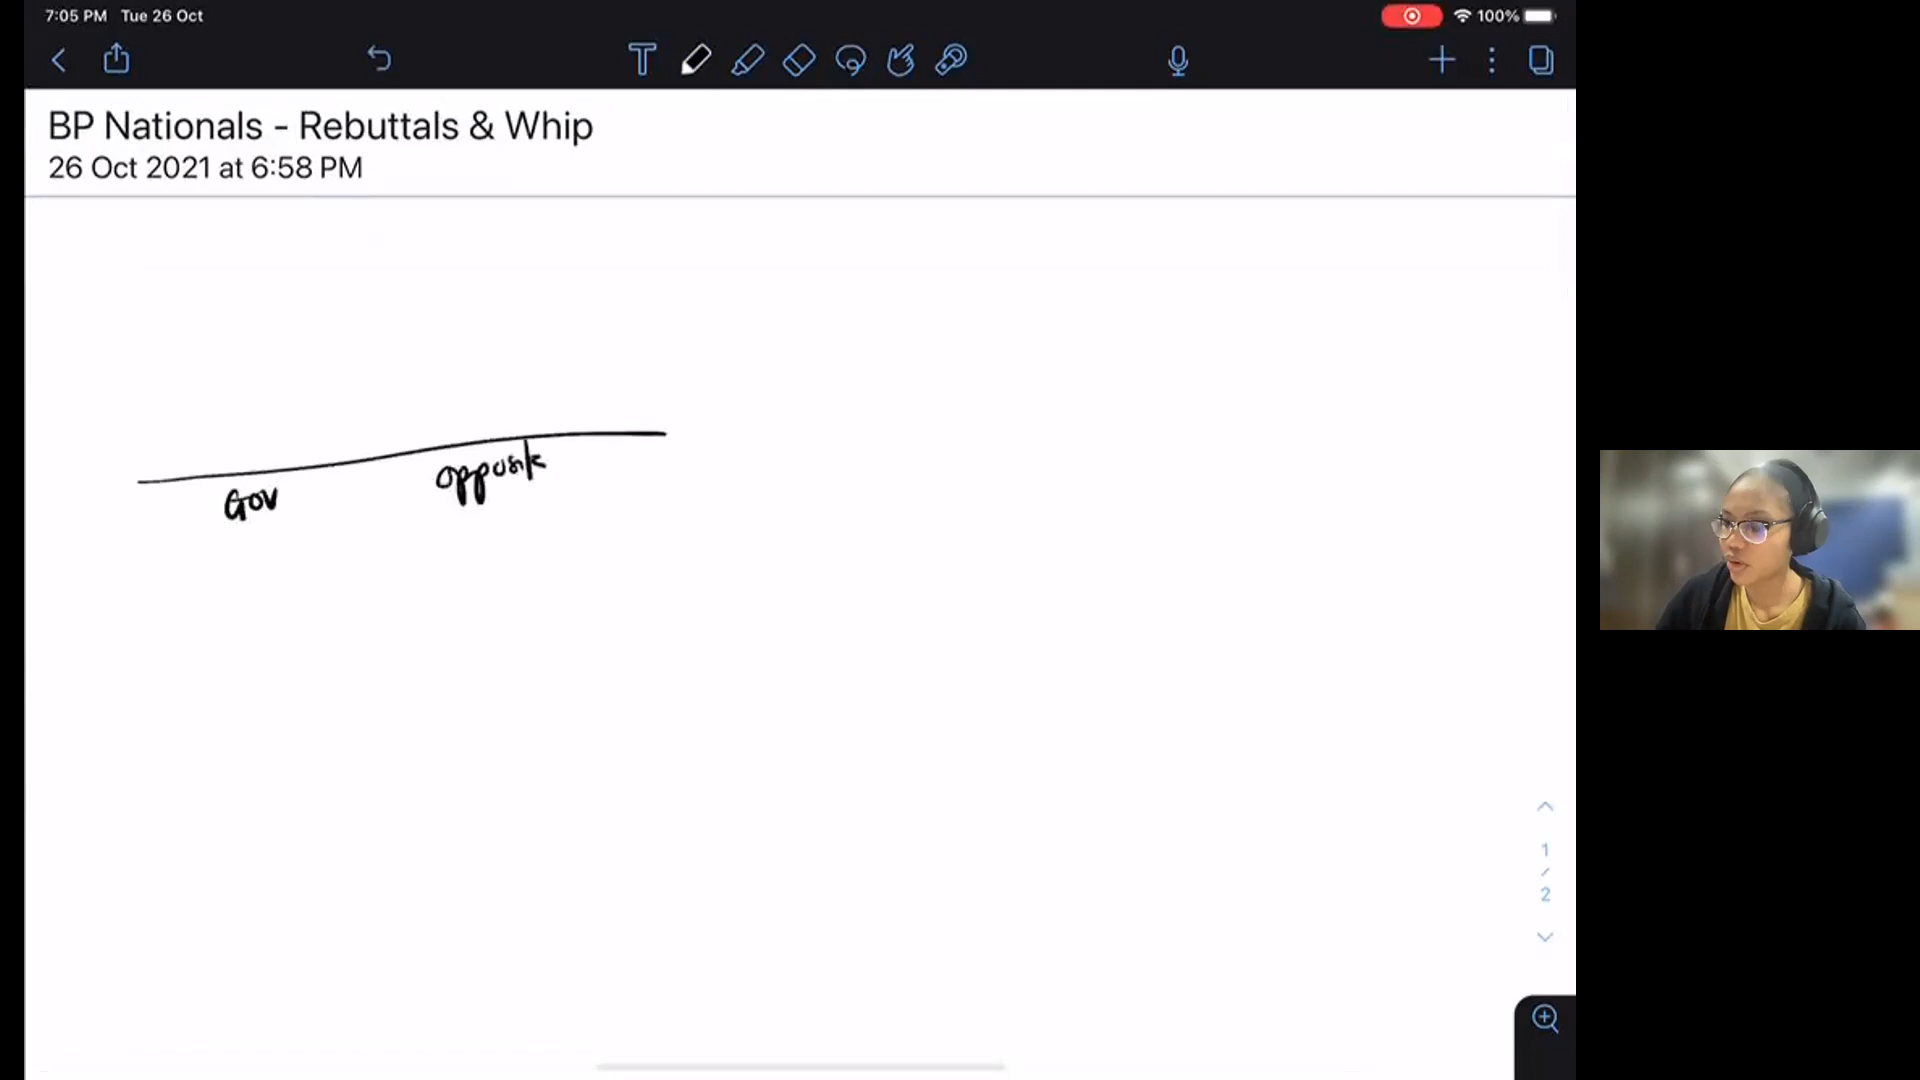 7:05 PM Tue 26 Oct
100%
BP Nationals - Rebuttals & Whip
26 Oct 2021 at 6:58 PM
Gov
1
/
2